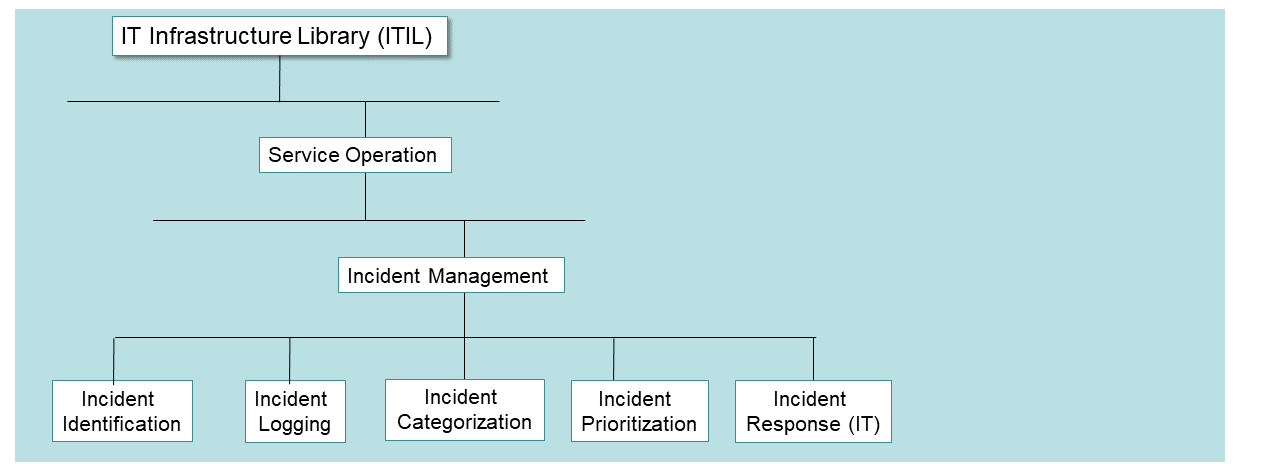 IT Infrastructure Library (ITIL)
Service Operation
Incident Management
Incident
Identification
Incident
Logging
Incident
Categorization
Incident
Prioritization
Incident
Response (IT)